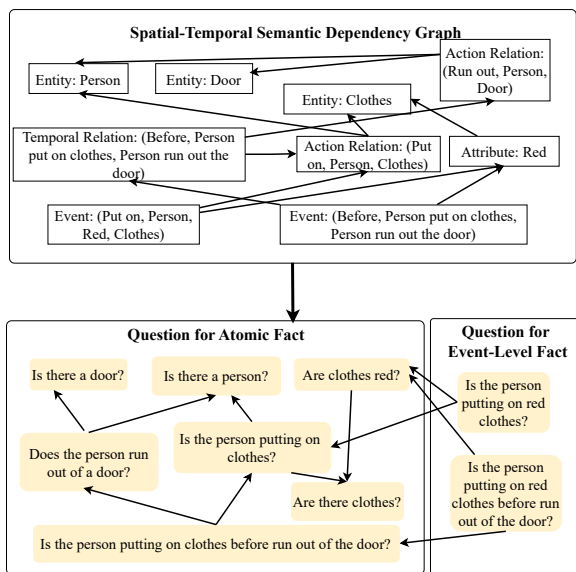 Spatial-Temporal Semantic Dependency Graph
Entity: Person
Entity: Door
Action Relation:
(Run out, Person,
Door)
Entity: Clothes
Temporal Relation: (Before, Person
put on clothes, Person run out the
door)
Action Relation: (Put
on, Person, Clothes)
Attribute: Red
Event: (Put on, Person,
Red, Clothes)
Event: (Before, Person put on clothes,
Person run out the door)
Question for Atomic Fact
Is there a door?
Is there a person?
Are clothes red?
Does the person run
out of a door?
Is the person putting on
clothes?
Are there clothes?
Is the person putting on clothes before run out of the door?
Question for
Event-Level Fact
Is the person
putting on red
clothes?
Is the person
putting on red
clothes before run
out of the door?